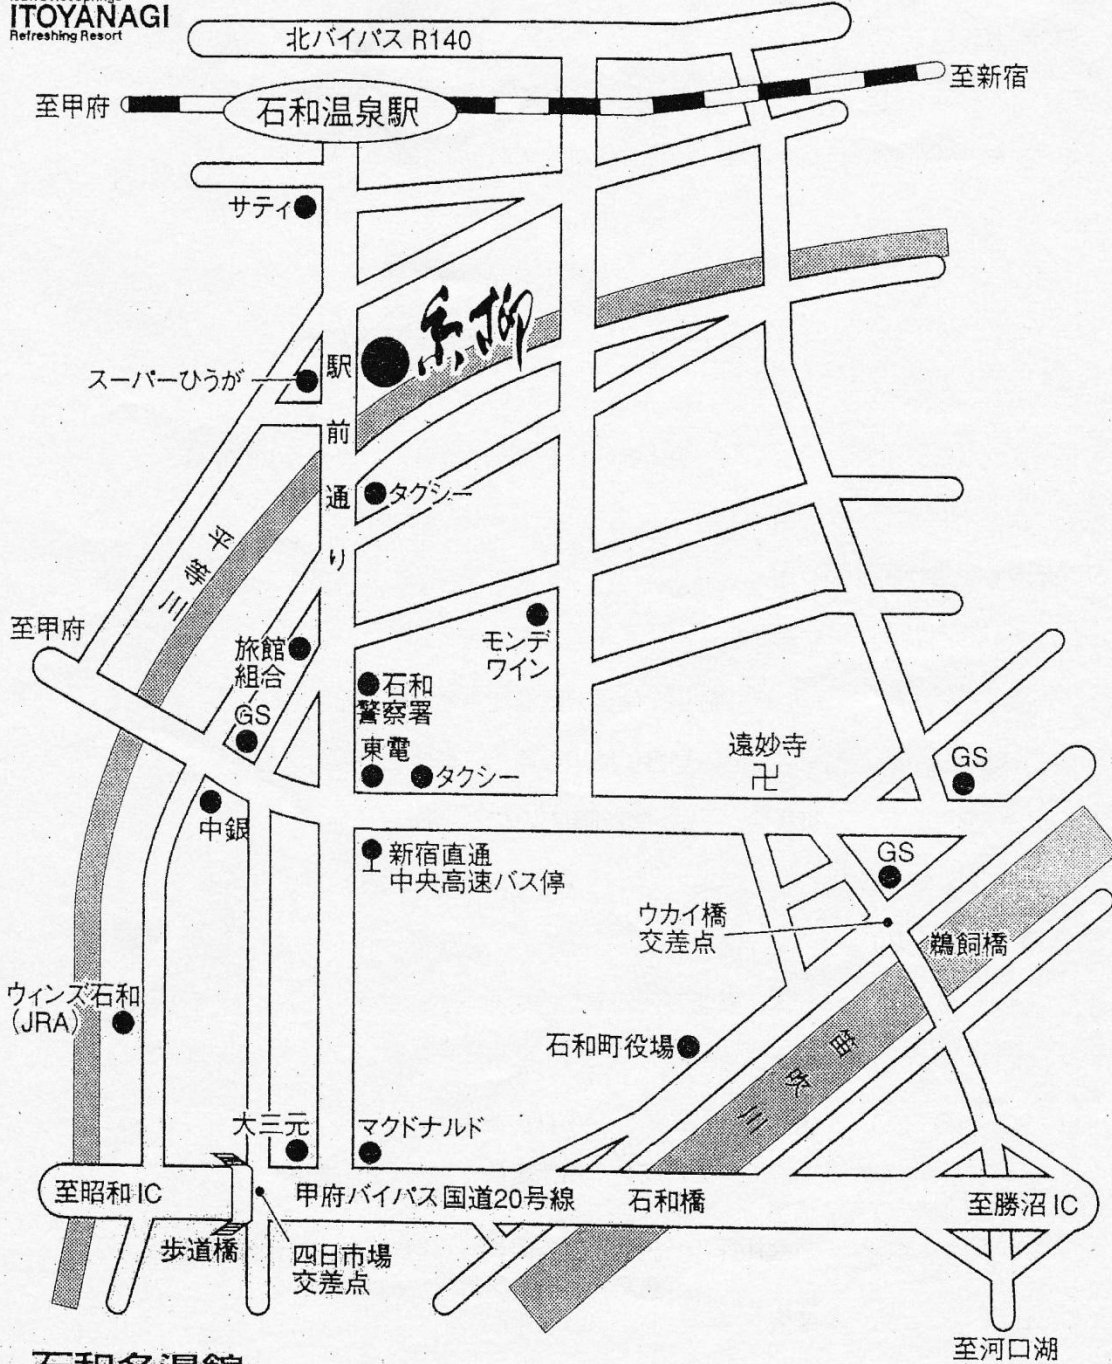 ITOYANAGI
Refreshing Resort
北バイパス R140
至甲府
石和温泉駅
至新宿
サティ
糸柳
スーパーひうが
駅前通り
タクシー
平等川
至甲府
旅館
組合
モンデ
ワイン
石和
警察署
GS
東電
タクシー
遠妙寺
卍
GS
中銀
新宿直通
中央高速バス停
GS
ウカイ橋
交差点
鵜飼橋
ウィンズ石和
(JRA)
石和町役場
笛吹川
大三元
マクドナルド
至昭和IC
甲府バイパス国道20号線
石和橋
至勝沼IC
歩道橋
四日市場
交差点
至河口湖